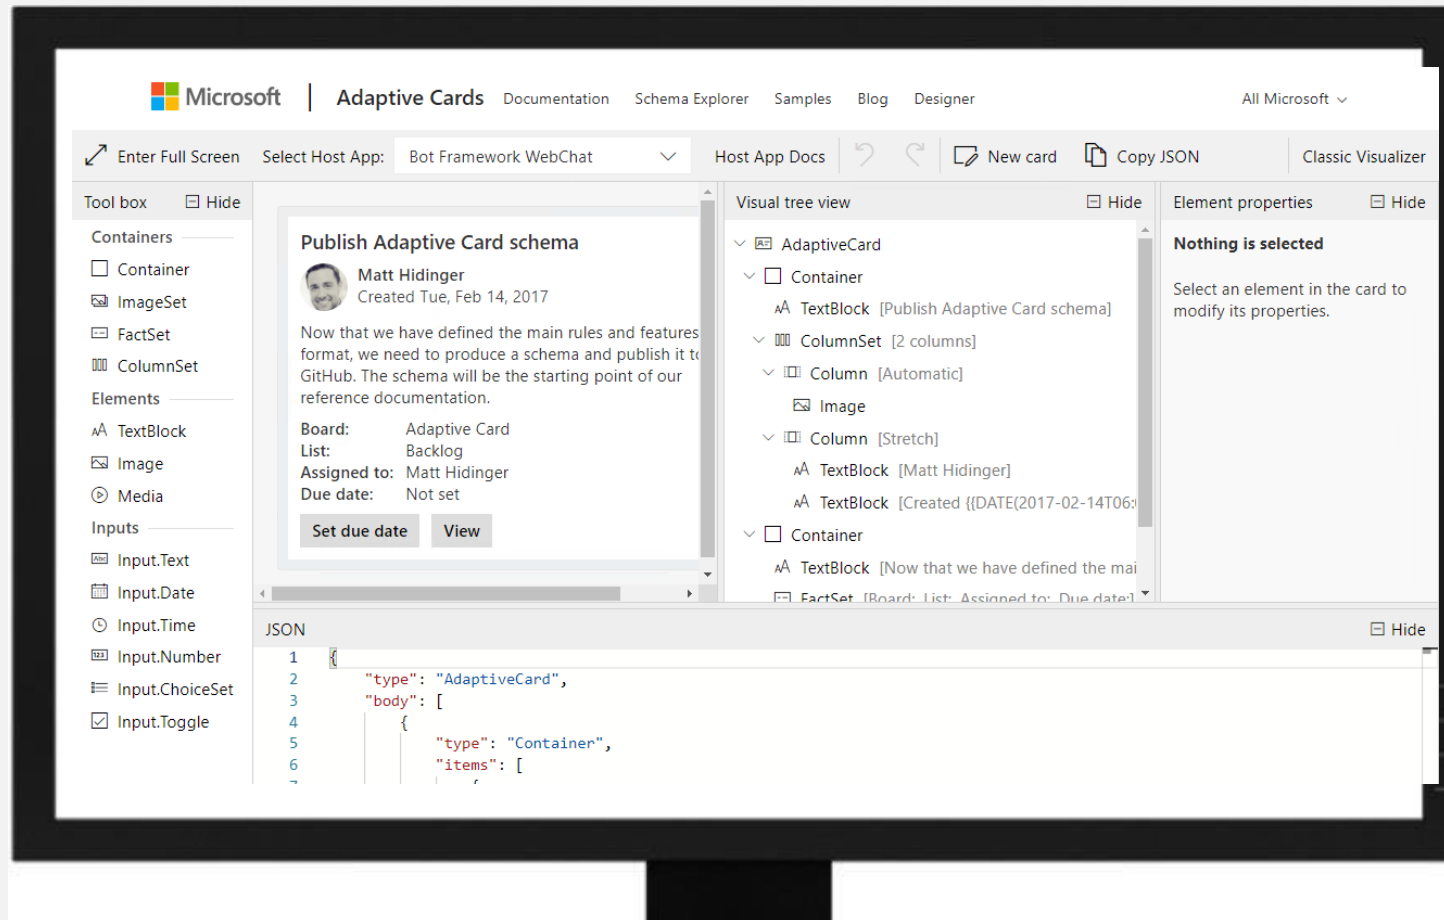 Microsoft | Adaptive Cards Documentation Schema Explorer Samples Blog Designer All Microsoft
Enter Full Screen Select Host App: Bot Framework WebChat Host App Docs New card Copy JSON Classic Visualizer
Tool box Hide
Containers
Container
ImageSet
FactSet
ColumnSet
Elements
TextBlock
Image
Media
Inputs
Input.Text
Input.Date
Input.Time
Input.Number
Input.ChoiceSet
Input.Toggle
Publish Adaptive Card schema
Matt Hidinger
Created Tue, Feb 14, 2017
Now that we have defined the main rules and features
format, we need to produce a schema and publish it to
GitHub. The schema will be the starting point of our
reference documentation.
Board: Adaptive Card
List: Backlog
Assigned to: Matt Hidinger
Due date: Not set
Set due date View
Visual tree view Hide
AdaptiveCard
Container
TextBlock [Publish Adaptive Card schema]
ColumnSet [2 columns]
Column [Automatic]
Image
Column [Stretch]
TextBlock [Matt Hidinger]
TextBlock [Created {{DATE(2017-02-14T06:
Container
TextBlock [Now that we have defined the mai
FactSet [Board: List: Assigned to: Due date:]
Element properties Hide
Nothing is selected
Select an element in the card to
modify its properties.
JSON Hide
1 {
2 "type": "AdaptiveCard",
3 "body": [
4 {
5 "type": "Container",
6 "items": [
7 {